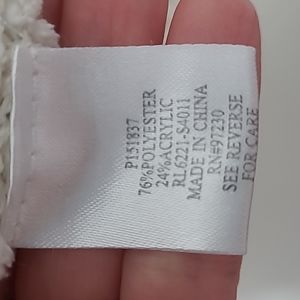 P151837
76%POLYESTER
24%ACRYLIC
RL6221-S4011
MADE IN CHINA
RN#97230
SEE REVERSE
FOR CARE